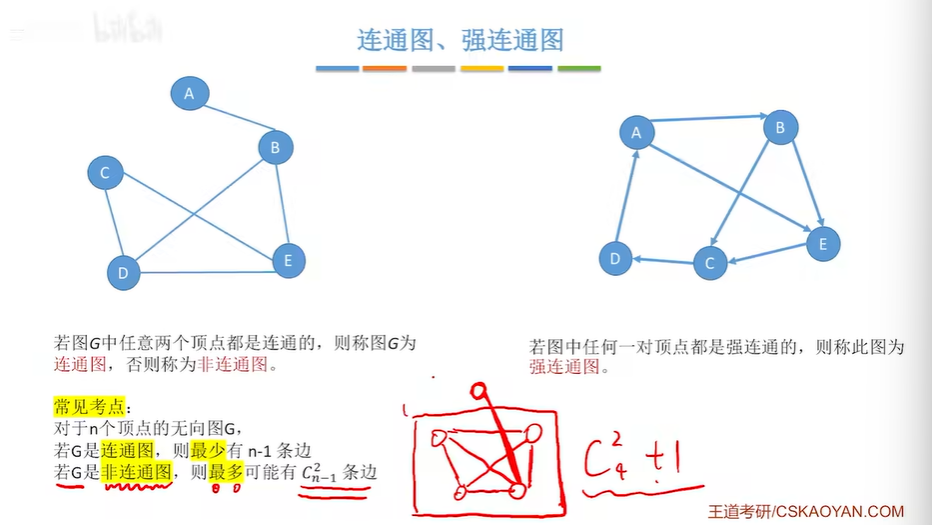 bilibili
连通图、强连通图
A
B
C
D
E
A
B
C
D
E
若图G中任意两个顶点都是连通的，则称图G为
连通图，否则称为非连通图。
若图中任何一对顶点都是强连通的，则称此图为
强连通图。
常见考点：
对于n个顶点的无向图G，
若G是连通图，则最少有 n-1 条边
若G是非连通图，则最多可能有 C²ₙ₋₁ 条边
C²₄ +1
王道考研/CSKAOYAN.COM